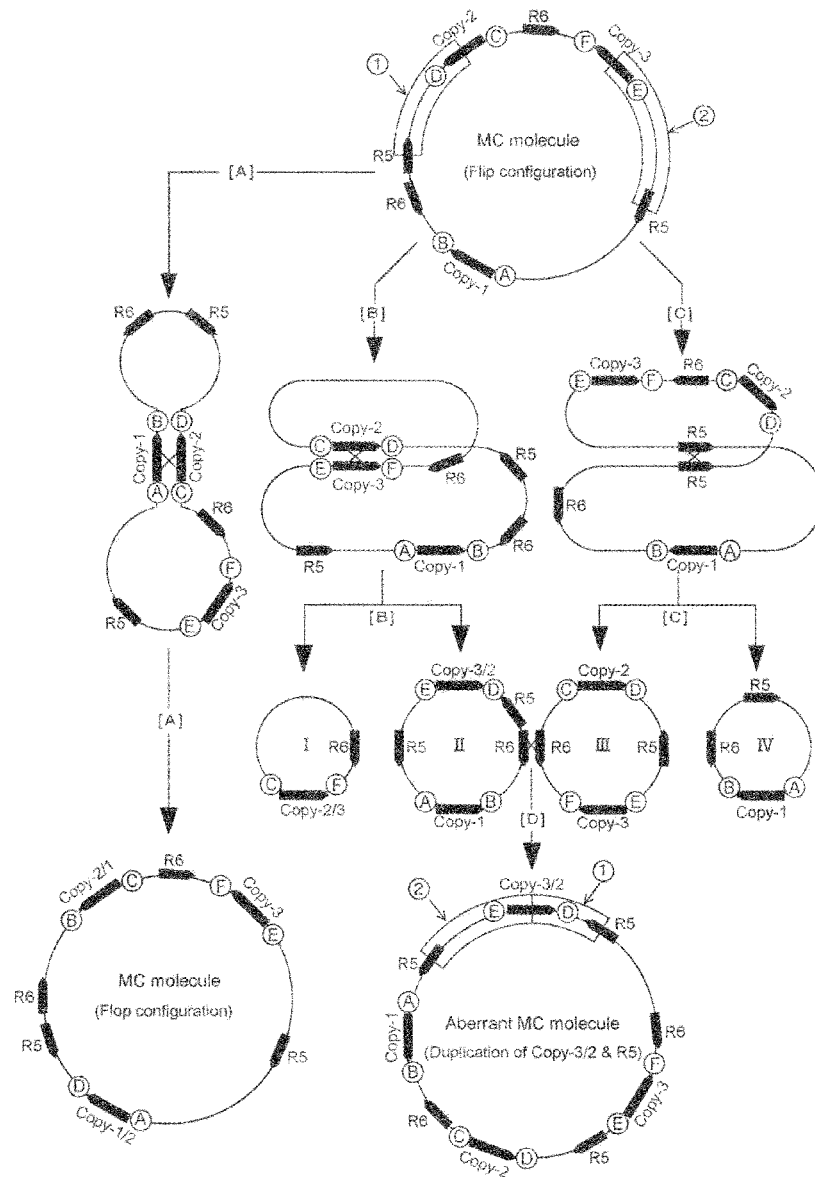 R6
Copy-2
C
F
Copy-3
①
D
E
②
MC molecule
(Flip configuration)
R5
R6
R5
B
A
Copy-1
[A]
[B]
[C]
R6
R5
B
D
Copy-1
Copy-2
A
C
R6
F
Copy-3
R5
E
Copy-2
C
D
E
F
Copy-3
R6
R5
R6
R5
A
B
Copy-1
Copy-3
R6
E
F
C
Copy-2
D
R5
R5
R6
B
A
Copy-1
[A]
[B]
[C]
I
R6
C
F
Copy-2/3
Copy-3/2
E
D
R5
R5
II
R6
A
B
Copy-1
Copy-2
C
D
R6
III
R5
F
E
Copy-3
R5
R6
IV
B
A
Copy-1
[D]
R6
Copy-2/1
C
F
Copy-3
B
E
MC molecule
(Flop configuration)
R6
R5
R5
D
A
Copy-1/2
Copy-3/2
①
②
E
D
R5
R5
A
Copy-1
B
Aberrant MC molecule
(Duplication of Copy-3/2 & R5)
R6
F
Copy-3
R6
C
D
E
Copy-2
R5